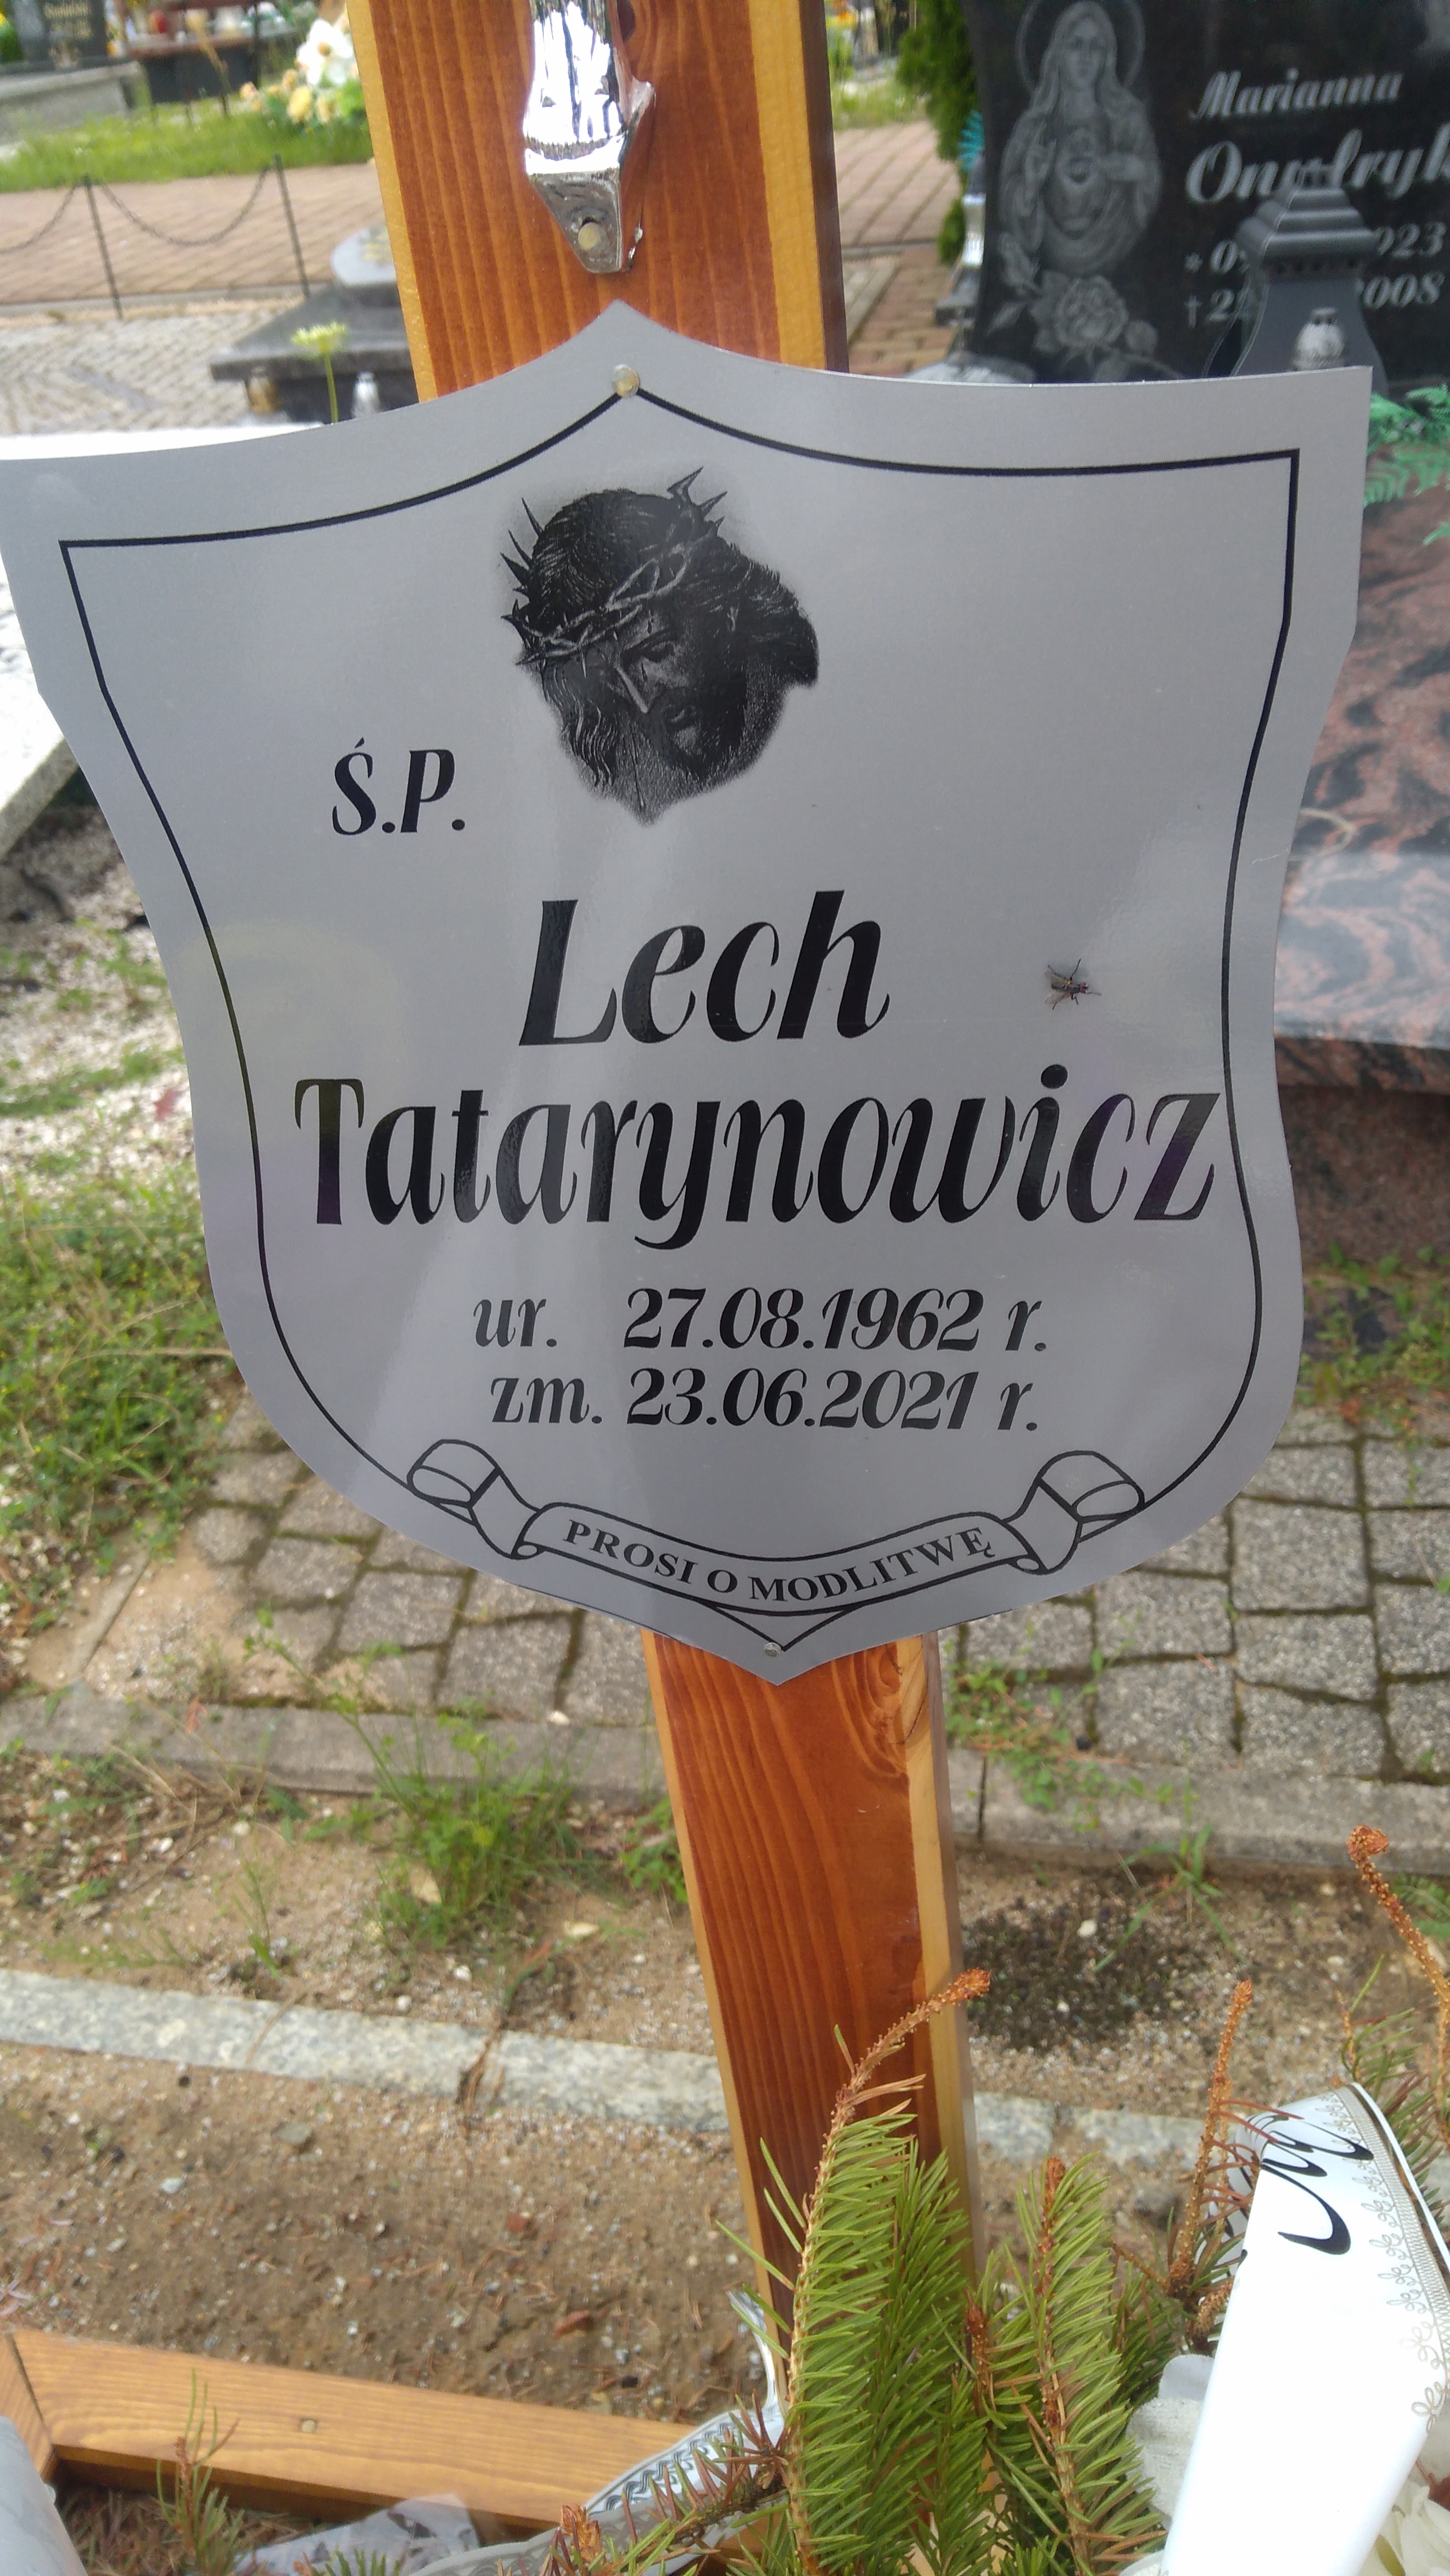 Marianna
Ś.P.
Lech
Tatarynowicz
ur. 27.08.1962 r.
zm. 23.06.2021 r.
PROSI O MODLITWĘ